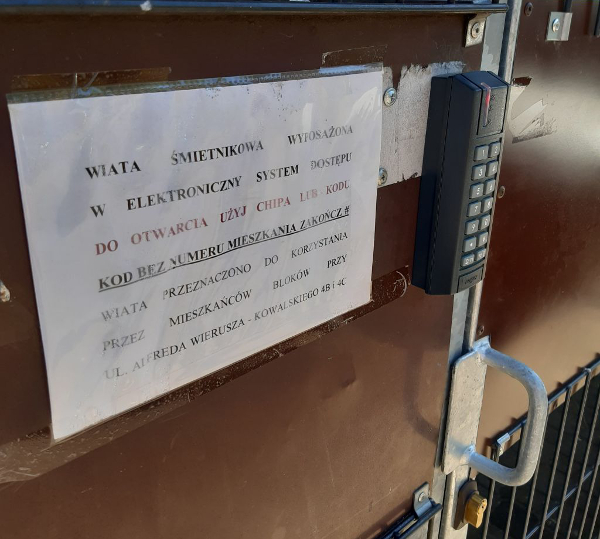 WIATA ŚMIETNIKOWA WYPOSAŻONA
W ELEKTRONICZNY SYSTEM DOSTĘPU
DO OTWARCIA UŻYJ CHIPA LUB KODU
KOD BEZ NUMERU MIESZKANIA ZAKOŃCZ #
WIATA PRZEZNACZONO DO KORZYSTANIA
PRZEZ MIESZKAŃCÓW BLOKÓW PRZY
UL. ALFREDA WIERUSZA - KOWALSKIEGO 4B i 4C